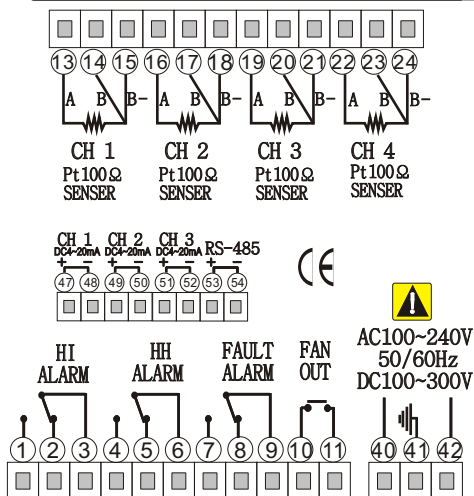 13 14 15 16 17 18 19 20 21 22 23 24
A B B- A B B- A B B- A B B-
CH 1 CH 2 CH 3 CH 4
Pt100Ω Pt100Ω Pt100Ω Pt100Ω
SENSER SENSER SENSER SENSER
CH 1 CH 2 CH 3 RS-485
DC4~20mA DC4~20mA DC4~20mA
+ - + - + - + -
47 48 49 50 51 52 53 54
CE
AC100~240V
50/60Hz
DC100~300V
HI HH FAULT FAN
ALARM ALARM ALARM OUT
1 2 3 4 5 6 7 8 9 10 11 40 41 42